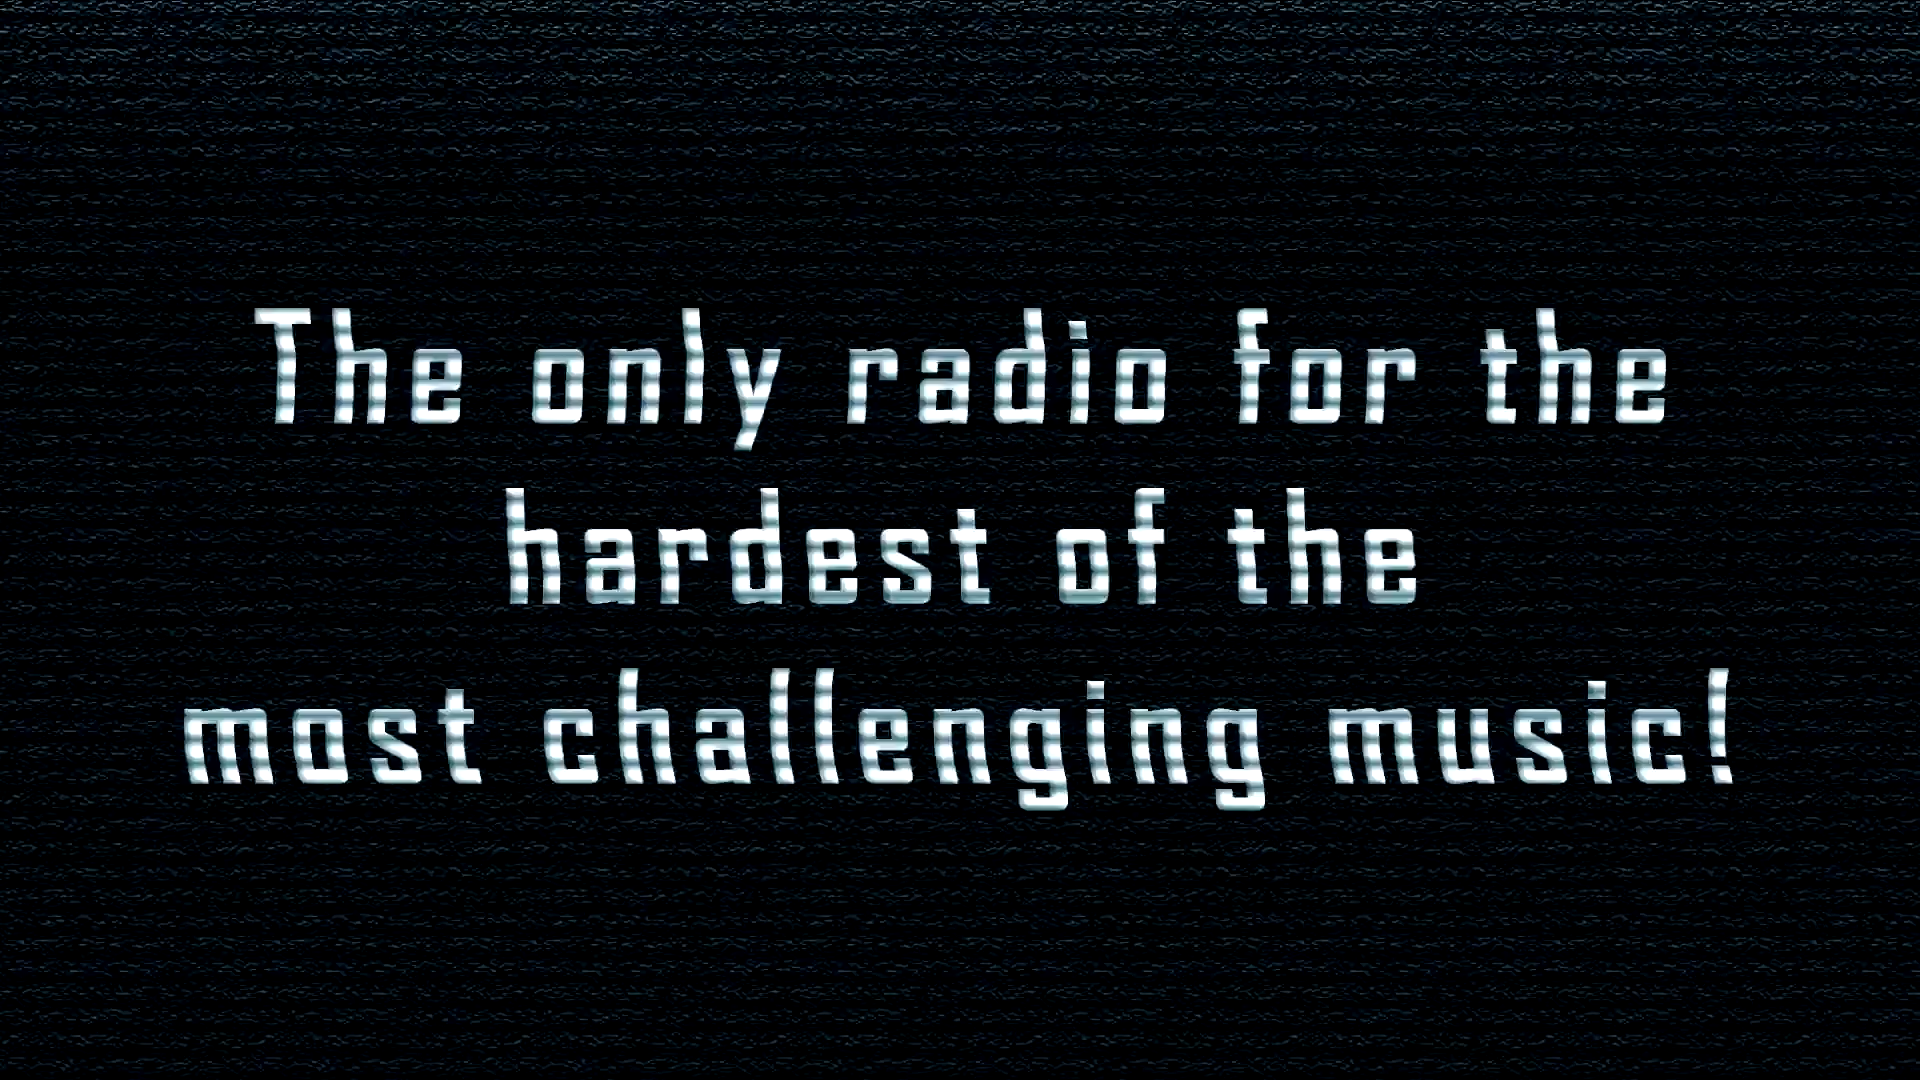 The only radio for the
hardest of the
most challenging music!